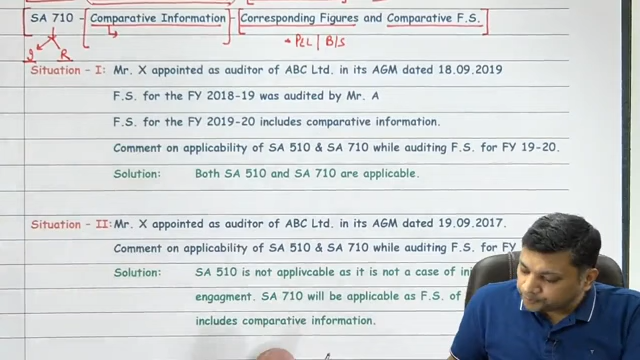 SA 710 - Comparative Information - Corresponding Figures and Comparative F.S.
→ P&L | B/S
R
Situation - I: Mr. X appointed as auditor of ABC Ltd. in its AGM dated 18.09.2019
F.S. for the FY 2018-19 was audited by Mr. A
F.S. for the FY 2019-20 includes comparative information.
Comment on applicability of SA 510 & SA 710 while auditing F.S. for FY 19-20.
Solution: Both SA 510 and SA 710 are applicable.
Situation - II: Mr. X appointed as auditor of ABC Ltd. in its AGM dated 19.09.2017.
Comment on applicability of SA 510 & SA 710 while auditing F.S. for FY
Solution: SA 510 is not applivcable as it is not a case of
engagment. SA 710 will be applicable as F.S. of
includes comparative information.